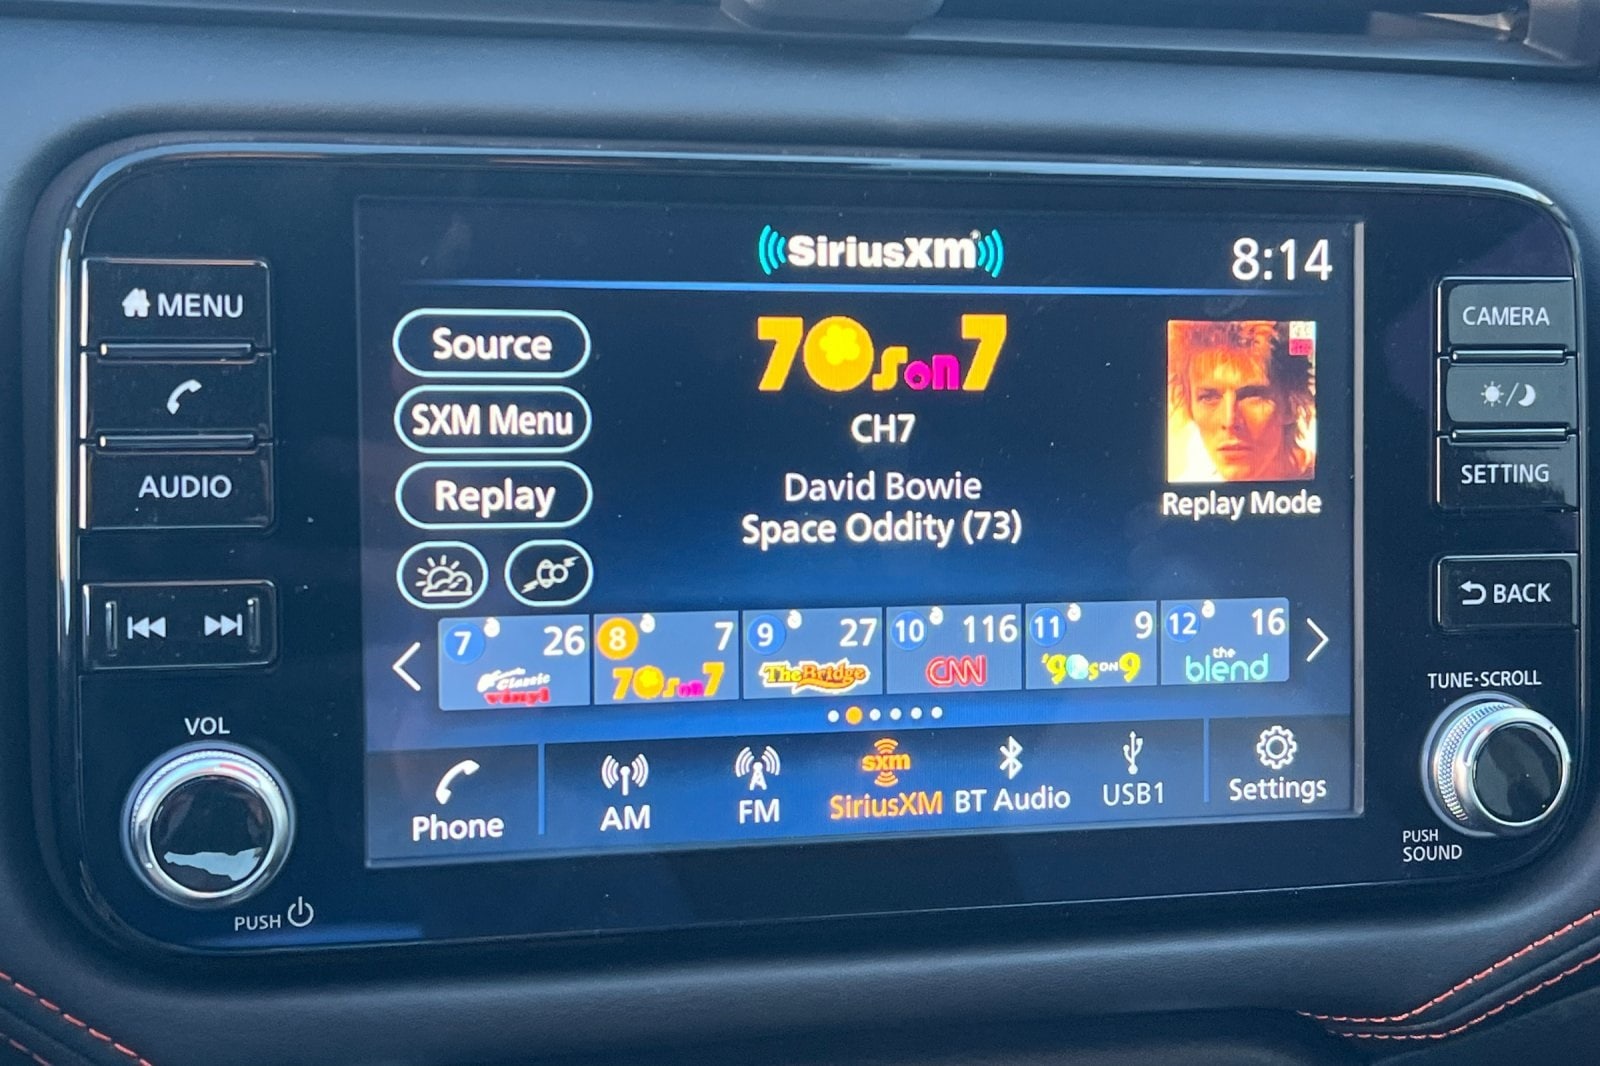 SiriusXM
8:14
MENU
AUDIO
VOL
PUSH
Source
SXM Menu
Replay
70s on 7
CH7
David Bowie
Space Oddity (73)
Replay Mode
7 26
Classic
vinyl
8 7
70s on 7
9 27
The Bridge
10 116
CNN
11 9
'90s ON 9
12 16
the
blend
Phone
AM
FM
sxm
SiriusXM
BT Audio
USB1
Settings
CAMERA
SETTING
BACK
TUNE·SCROLL
PUSH
SOUND